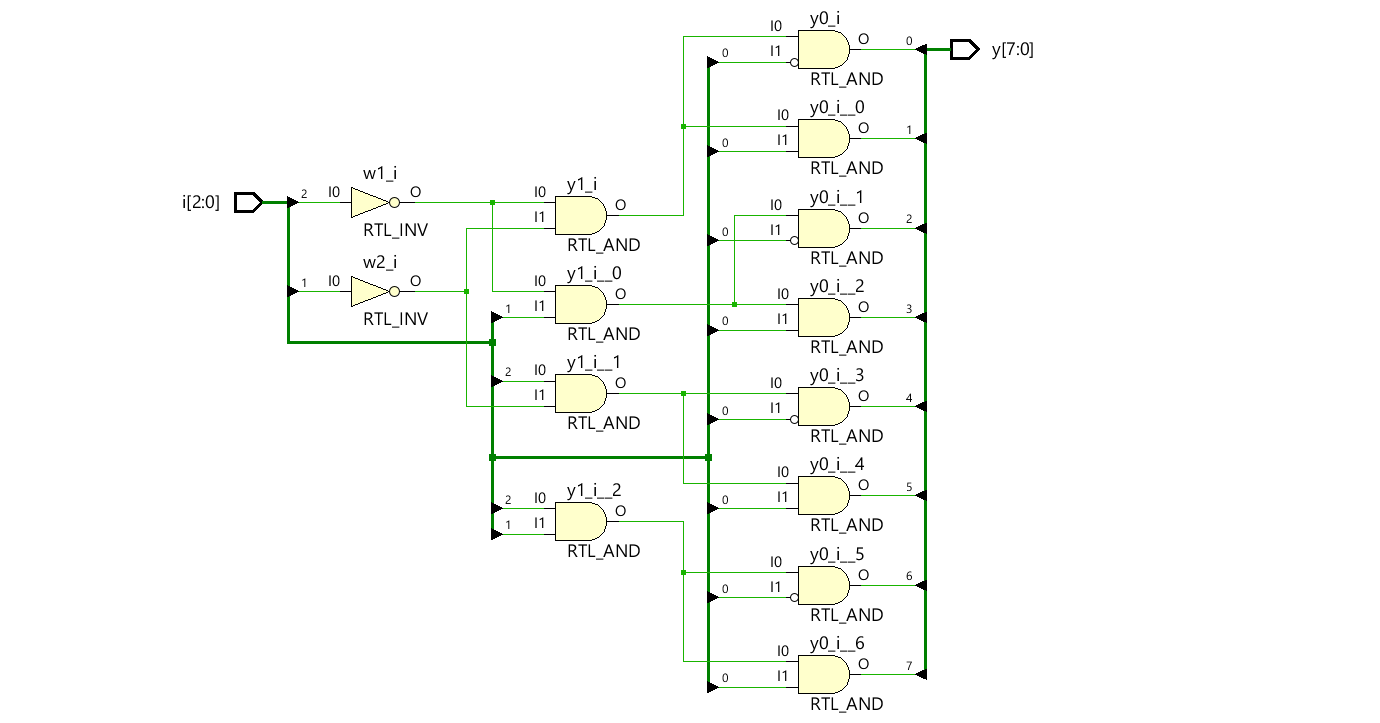 y0_i
I0
O
0
y[7:0]
0
I1
RTL_AND
y0_i__0
I0
O
1
0
I1
RTL_AND
w1_i
i[2:0]
2
I0
O
RTL_INV
y1_i
I0
O
I1
RTL_AND
y0_i__1
I0
O
2
0
I1
RTL_AND
w2_i
1
I0
O
RTL_INV
y1_i__0
I0
O
1
I1
RTL_AND
y0_i__2
I0
O
3
0
I1
RTL_AND
y1_i__1
2
I0
O
I1
RTL_AND
y0_i__3
I0
O
4
0
I1
RTL_AND
y0_i__4
I0
O
5
0
I1
RTL_AND
y1_i__2
2
I0
O
1
I1
RTL_AND
y0_i__5
I0
O
6
0
I1
RTL_AND
y0_i__6
I0
O
7
0
I1
RTL_AND